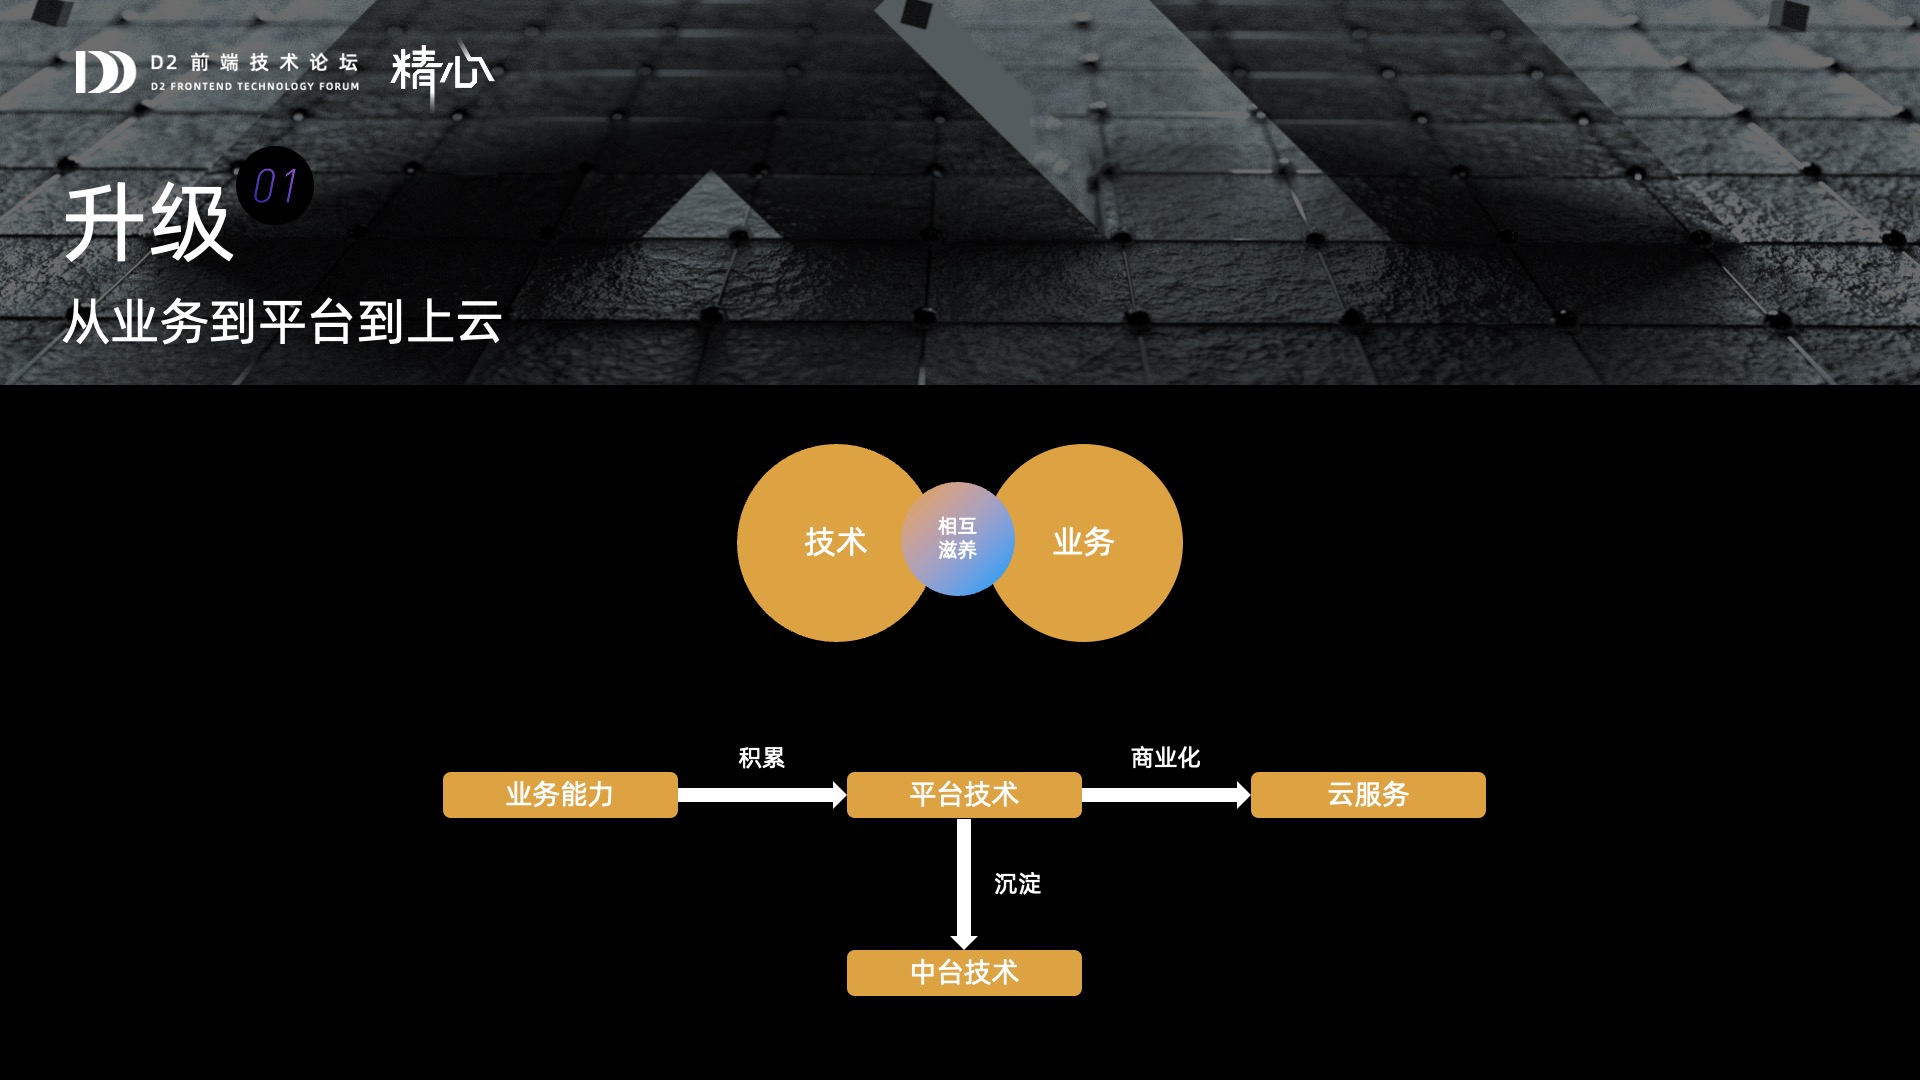 D2 前端技术论坛
D2 FRONTEND TECHNOLOGY FORUM
精心
升级
01
从业务到平台到上云
技术
相互
滋养
业务
积累
商业化
业务能力
平台技术
云服务
沉淀
中台技术